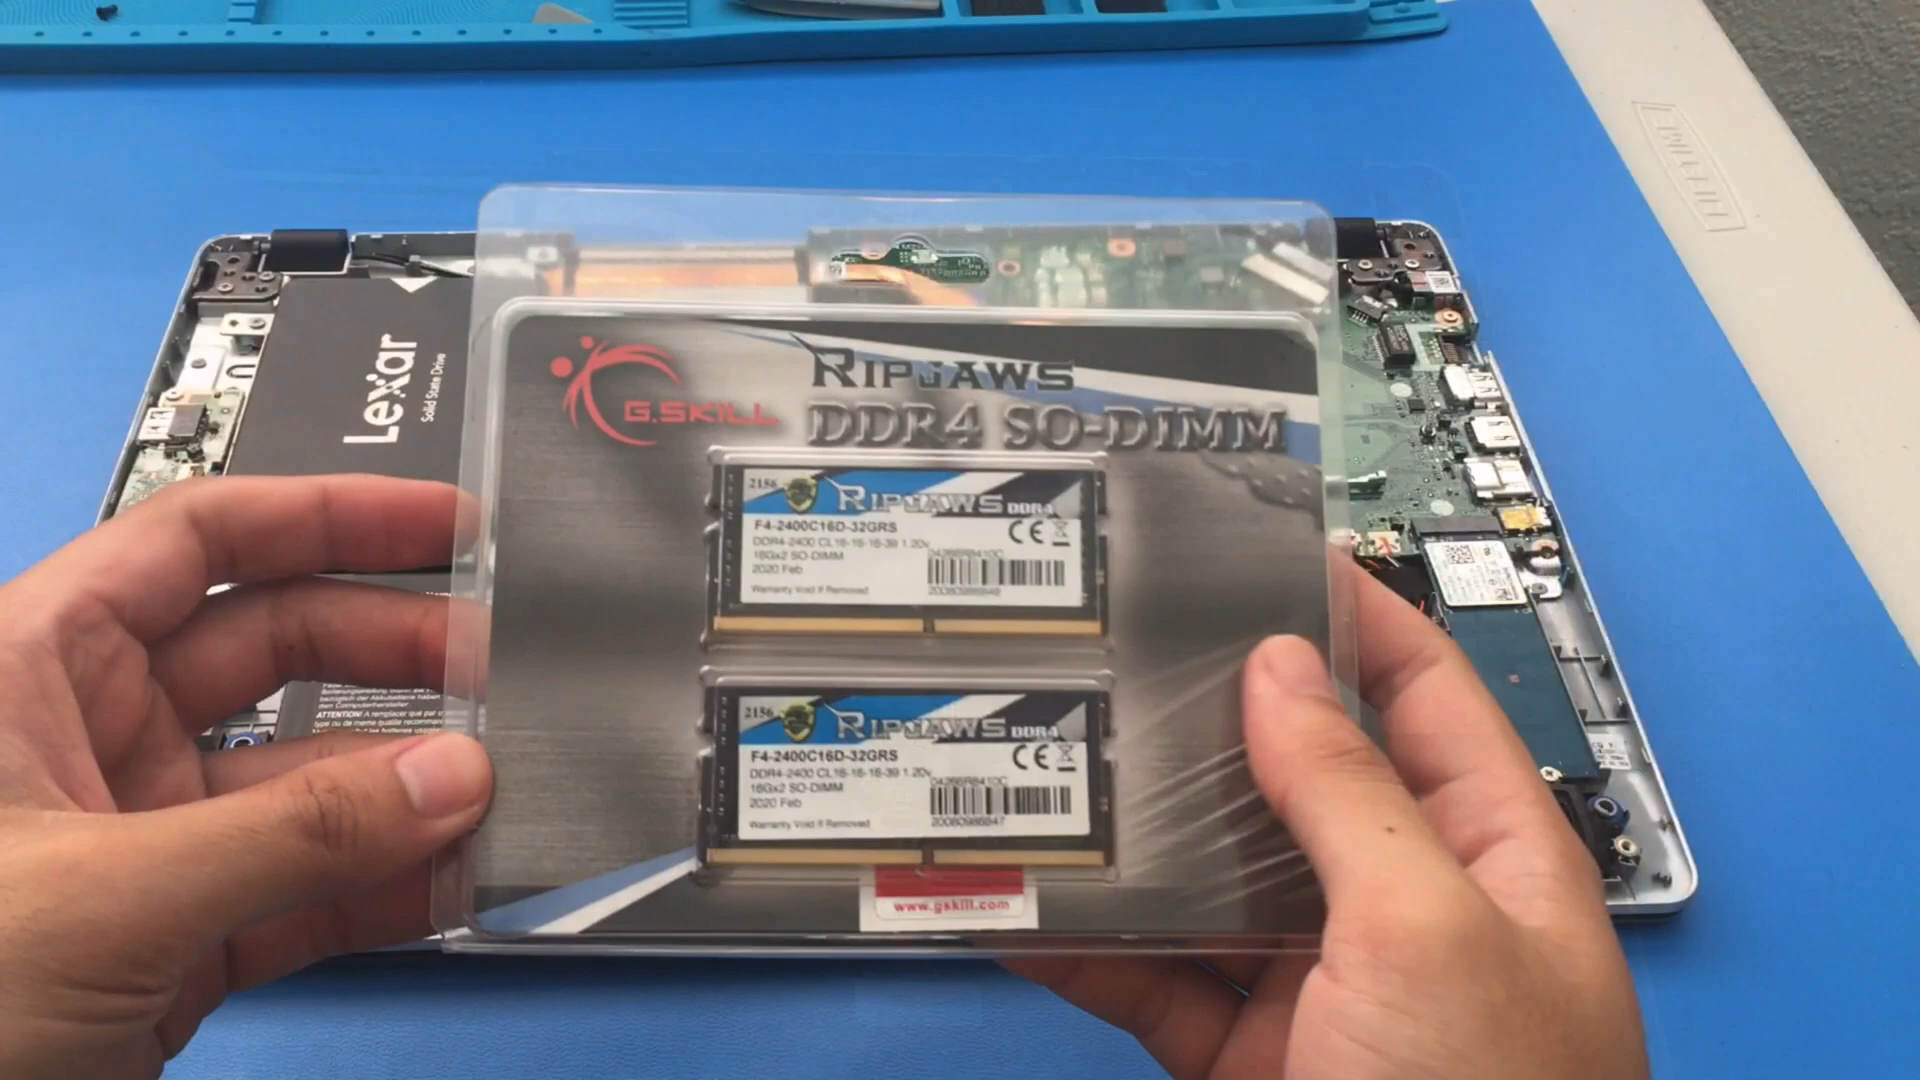 Lexar
Solid State Drive
G.SKILL
RIPJAWS
DDR4 SO-DIMM
2156
RIPJAWS DDR4
F4-2400C16D-32GRS
DDR4-2400 CL16-16-16-39 1.20v
16Gx2 SO-DIMM
2020 Feb
Warranty Void If Removed
CE
2156
RIPJAWS DDR4
F4-2400C16D-32GRS
DDR4-2400 CL16-16-16-39 1.20v
16Gx2 SO-DIMM
2020 Feb
Warranty Void If Removed
CE
www.gskill.com
LIFETIME